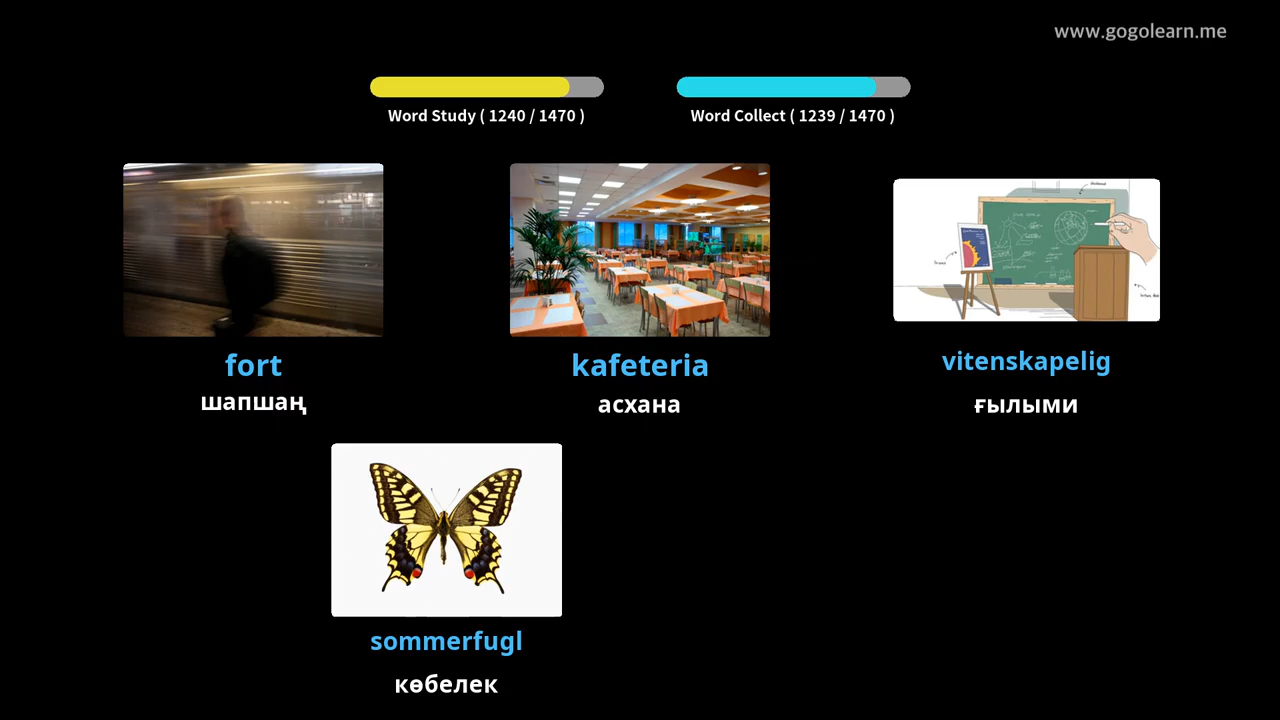 www.gogolearn.me
Word Study ( 1240 / 1470 )
Word Collect ( 1239 / 1470 )
fort
шапшаң
kafeteria
асхана
vitenskapelig
ғылыми
sommerfugl
көбелек